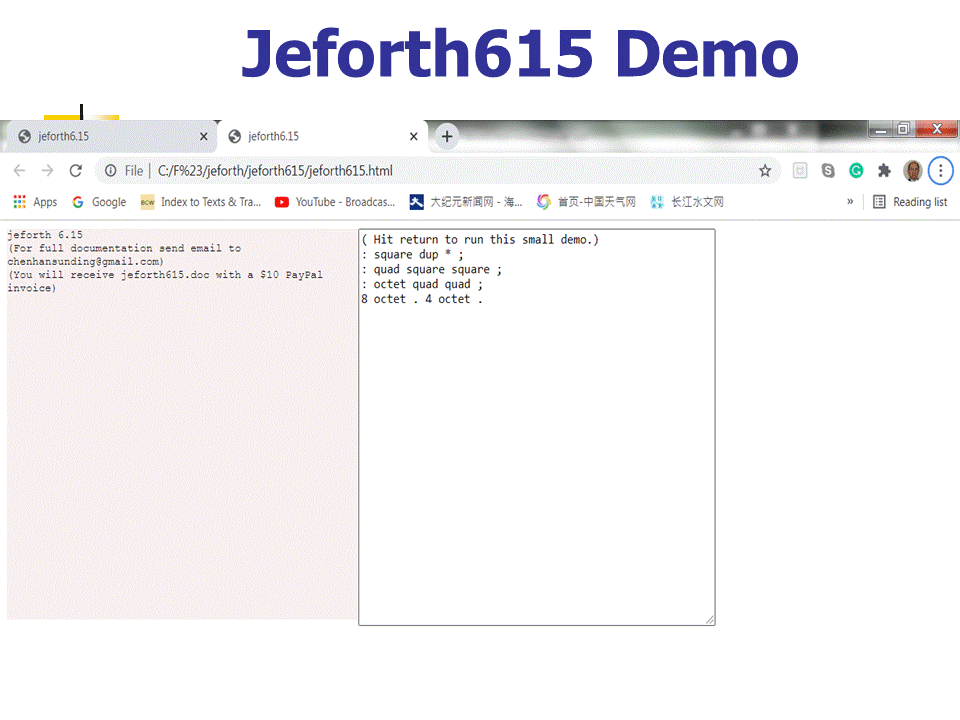 Jeforth615 Demo
jeforth6.15
jeforth6.15
File | C:/F%23/jeforth/jeforth615/jeforth615.html
Apps Google BCW Index to Texts & Tra... YouTube - Broadcas... 大纪元新闻网 - 海... 首页-中国天气网 长江水文网 » Reading list
jeforth 6.15
(For full documentation send email to
chenhansunding@gmail.com)
(You will receive jeforth615.doc with a $10 PayPal
invoice)
( Hit return to run this small demo.)
: square dup * ;
: quad square square ;
: octet quad quad ;
8 octet . 4 octet .